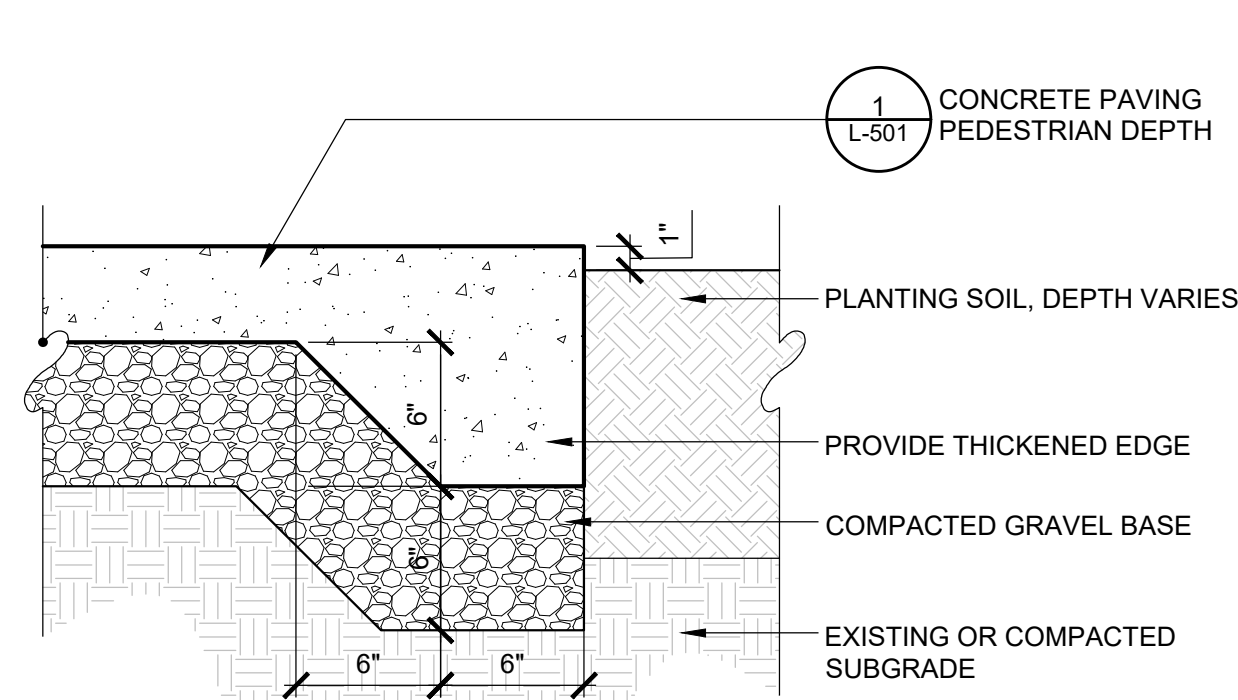 1
L-501
CONCRETE PAVING
PEDESTRIAN DEPTH
1"
PLANTING SOIL, DEPTH VARIES
6"
PROVIDE THICKENED EDGE
COMPACTED GRAVEL BASE
6"
EXISTING OR COMPACTED
SUBGRADE
6"
6"